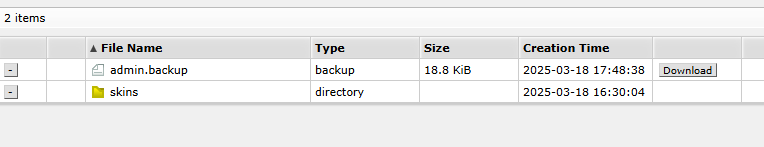 2 items
▲ File Name Type Size Creation Time
- admin.backup backup 18.8 KiB 2025-03-18 17:48:38 Download
- skins directory 2025-03-18 16:30:04